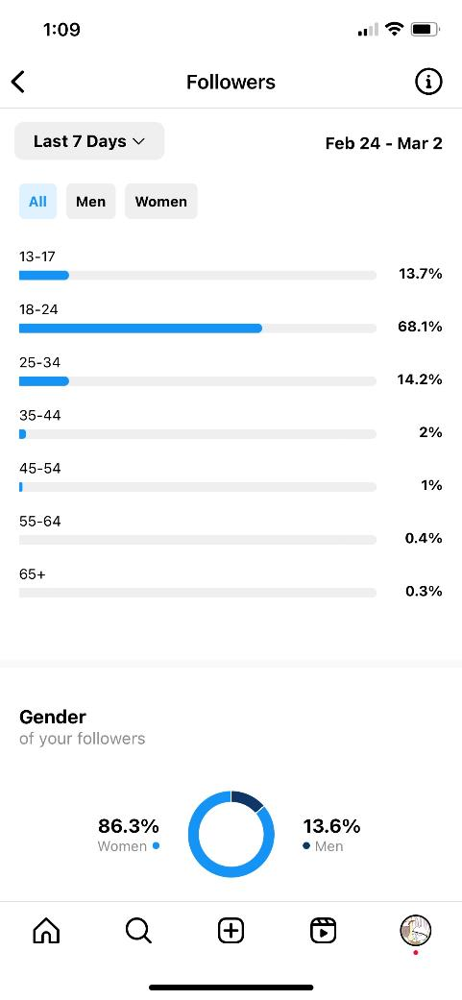 1:09
Followers
Last 7 Days
Feb 24 - Mar 2
All Men Women
13-17
13.7%
18-24
68.1%
25-34
14.2%
35-44
2%
45-54
1%
55-64
0.4%
65+
0.3%
Gender
of your followers
86.3% 13.6%
Women Men